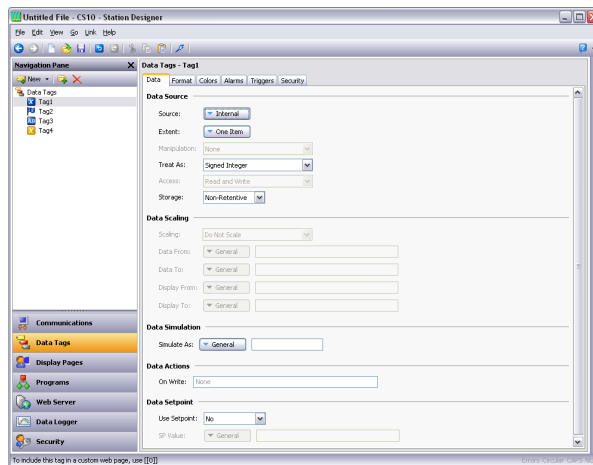 Untitled File - CS10 - Station Designer
File Edit View Go Link Help
Navigation Pane X
New
Data Tags
Tag1
Tag2
Tag3
Tag4
Communications
Data Tags
Display Pages
Programs
Web Server
Data Logger
Security
Data Tags - Tag1
Data Format Colors Alarms Triggers Security
Data Source
Source: Internal
Extent: One Item
Manipulation: None
Treat As: Signed Integer
Access: Read and Write
Storage: Non-Retentive
Data Scaling
Scaling: Do Not Scale
Data From: General
Data To: General
Display From: General
Display To: General
Data Simulation
Simulate As: General
Data Actions
On Write: None
Data Setpoint
Use Setpoint: No
SP Value: General
To include this tag in a custom web page, use [[0]]
Errors Circular CAPS